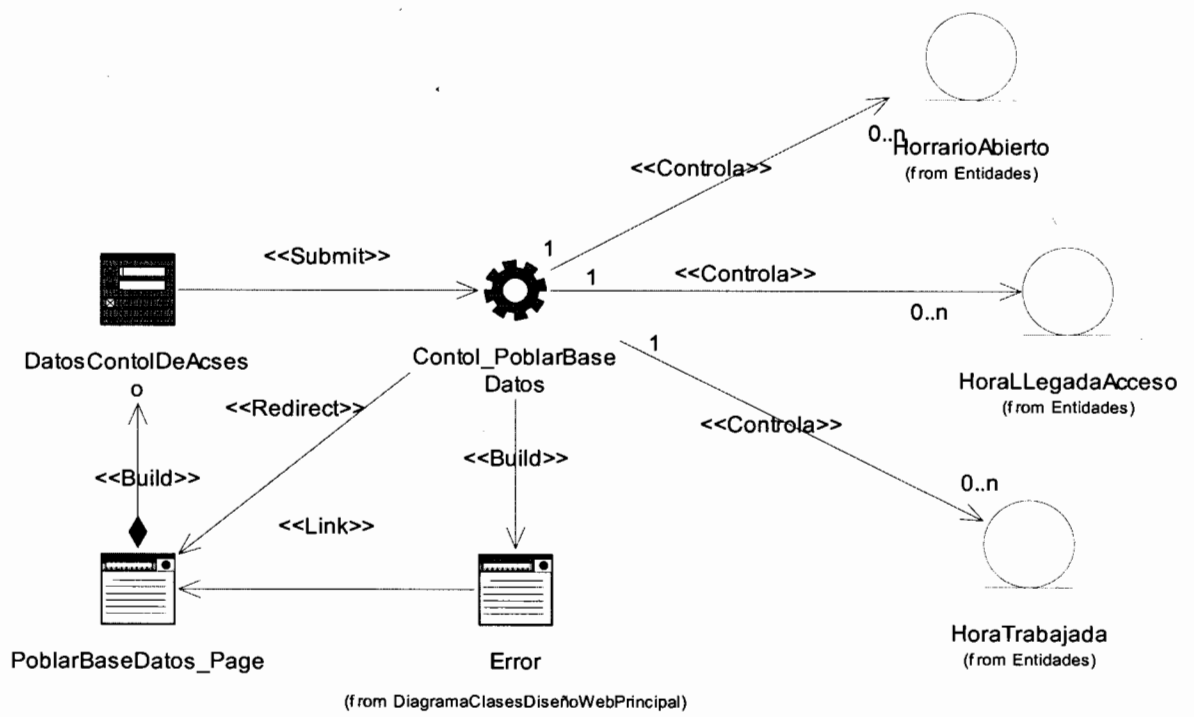 0..n
HorrarioAbierto
(from Entidades)
<<Controla>>
<<Submit>>
1
1
<<Controla>>
0..n
DatosContolDeAcses
o
Contol_PoblarBase
Datos
1
HoraLLegadaAcceso
(from Entidades)
<<Redirect>>
<<Controla>>
<<Build>>
<<Build>>
0..n
<<Link>>
PoblarBaseDatos_Page
Error
(from DiagramaClasesDiseñoWebPrincipal)
HoraTrabajada
(from Entidades)